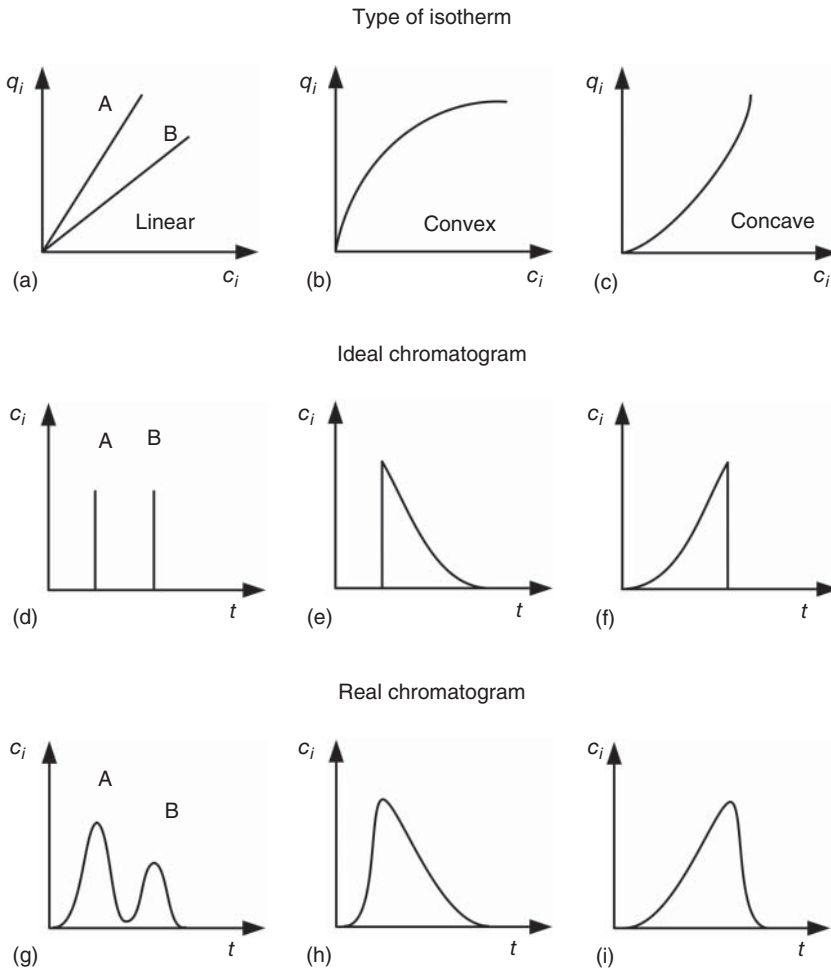 Type of isotherm
q_i
A
B
Linear
c_i
(a)
q_i
Convex
c_i
(b)
q_i
Concave
c_i
(c)
Ideal chromatogram
c_i
A
B
t
(d)
c_i
t
(e)
c_i
t
(f)
Real chromatogram
c_i
A
B
t
(g)
c_i
t
(h)
c_i
t
(i)